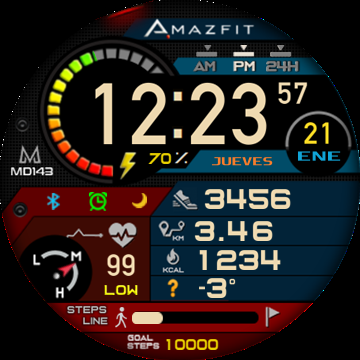 AMAZFIT
AM PM 24H
12:23 57
70%
JUEVES
21
ENE
MD143
3456
KM 3.46
KCAL 1234
? -3°
99
LOW
L M H
STEPS
LINE
GOAL
STEPS 10000